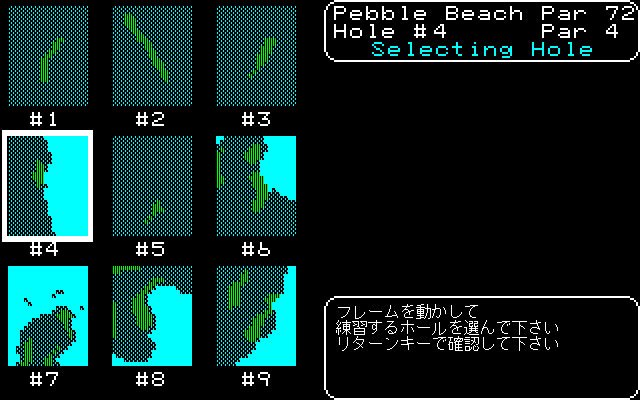 Pebble Beach Par 72
Hole #4 Par 4
Selecting Hole
#1 #2 #3
#4 #5 #6
#7 #8 #9
フレームを動かして
練習するホールを選んで下さい
リターンキーで確認して下さい